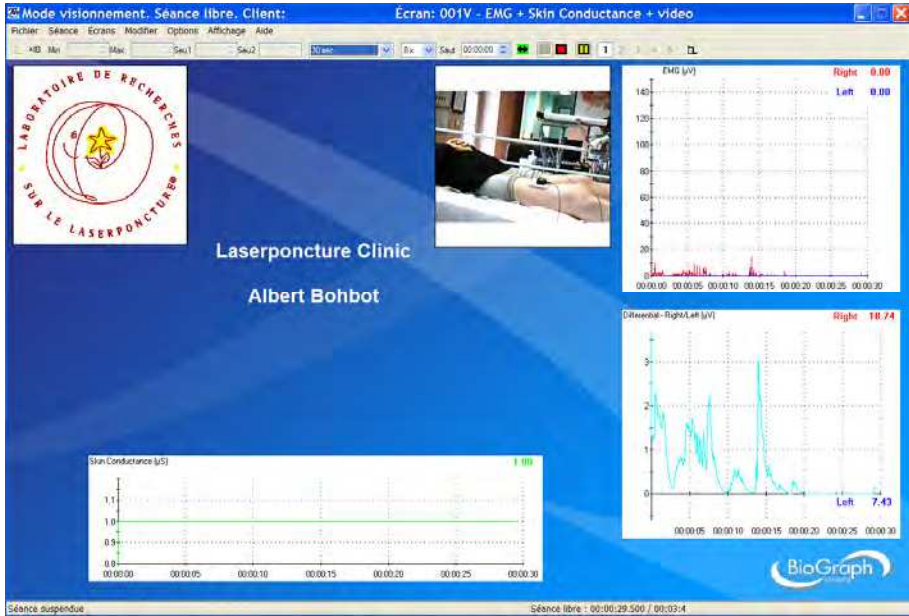 Mode visionnement. Séance libre. Client: Écran: 001V - EMG + Skin Conductance + video
Fichier Séance Écrans Modifier Options Affichage Aide
Min Max Seu1 Seu2 30 sec 8x Saut 00:00:00 1 2 3 4 5
LABORATOIRE DE RECHERCHES
SUR LE LASERPONCTURE®
6
Laserponcture Clinic
Albert Bohbot
EMG (µV) Right 0.00
Left 0.00
140
120
100
80
60
40
20
0
00:00:00 00:00:05 00:00:10 00:00:15 00:00:20 00:00:25 00:00:30
Differential - Right/Left (µV) Right 18.74
3
2
1
0
Left 7.43
00:00:05 00:00:10 00:00:15 00:00:20 00:00:25 00:00:30
Skin Conductance (µS) 1.00
1.1
1.0
0.9
0.8
00:00:00 00:00:05 00:00:10 00:00:15 00:00:20 00:00:25 00:00:30
BioGraph
Séance suspendue Séance libre : 00:00:29.500 / 00:03:4